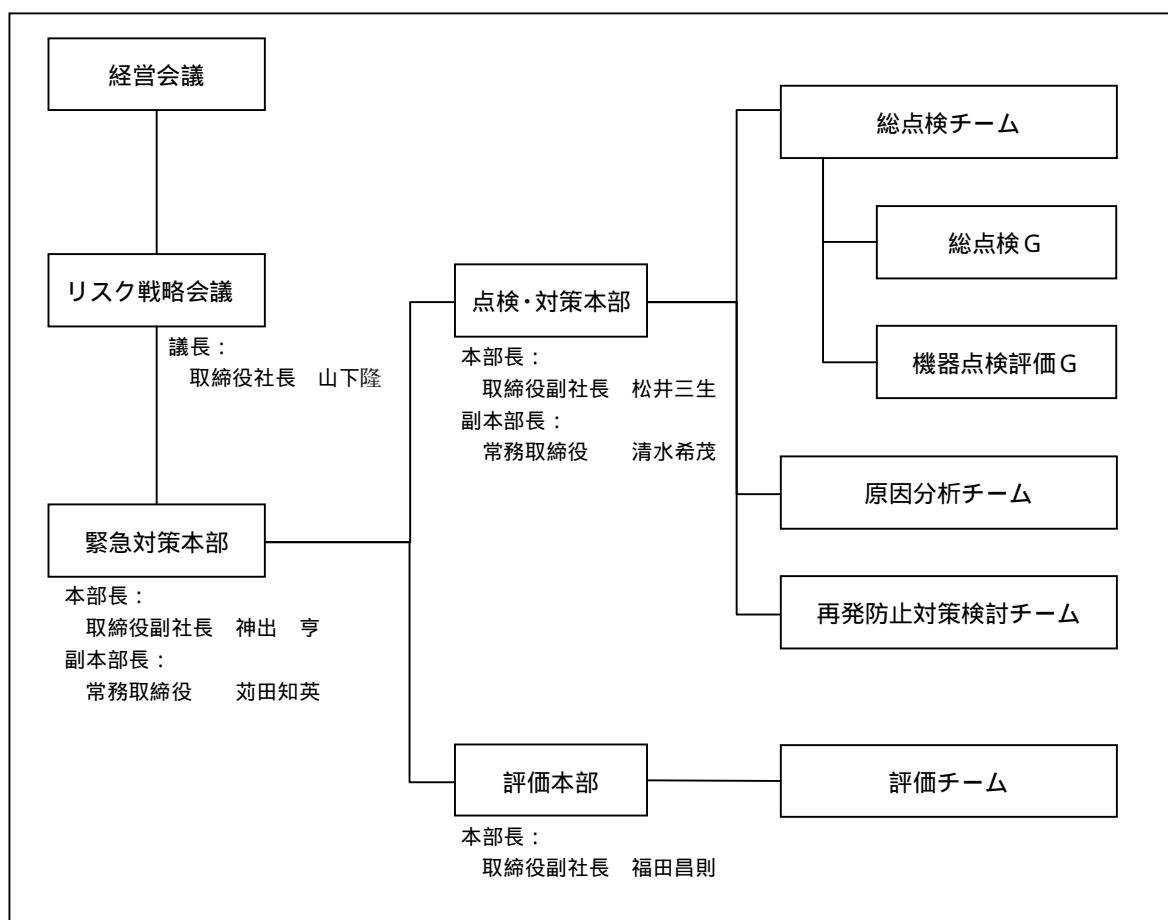 経営会議
リスク戦略会議
議長：
取締役社長　山下隆
緊急対策本部
本部長：
取締役副社長　神出　亨
副本部長：
常務取締役　　苅田知英
点検・対策本部
本部長：
取締役副社長　松井三生
副本部長：
常務取締役　　清水希茂
評価本部
本部長：
取締役副社長　福田昌則
総点検チーム
総点検Ｇ
機器点検評価Ｇ
原因分析チーム
再発防止対策検討チーム
評価チーム